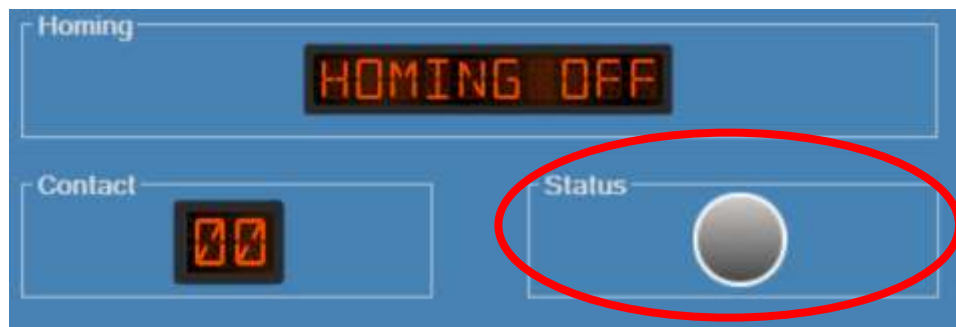 Homing
HOMING OFF
Contact
Status
00